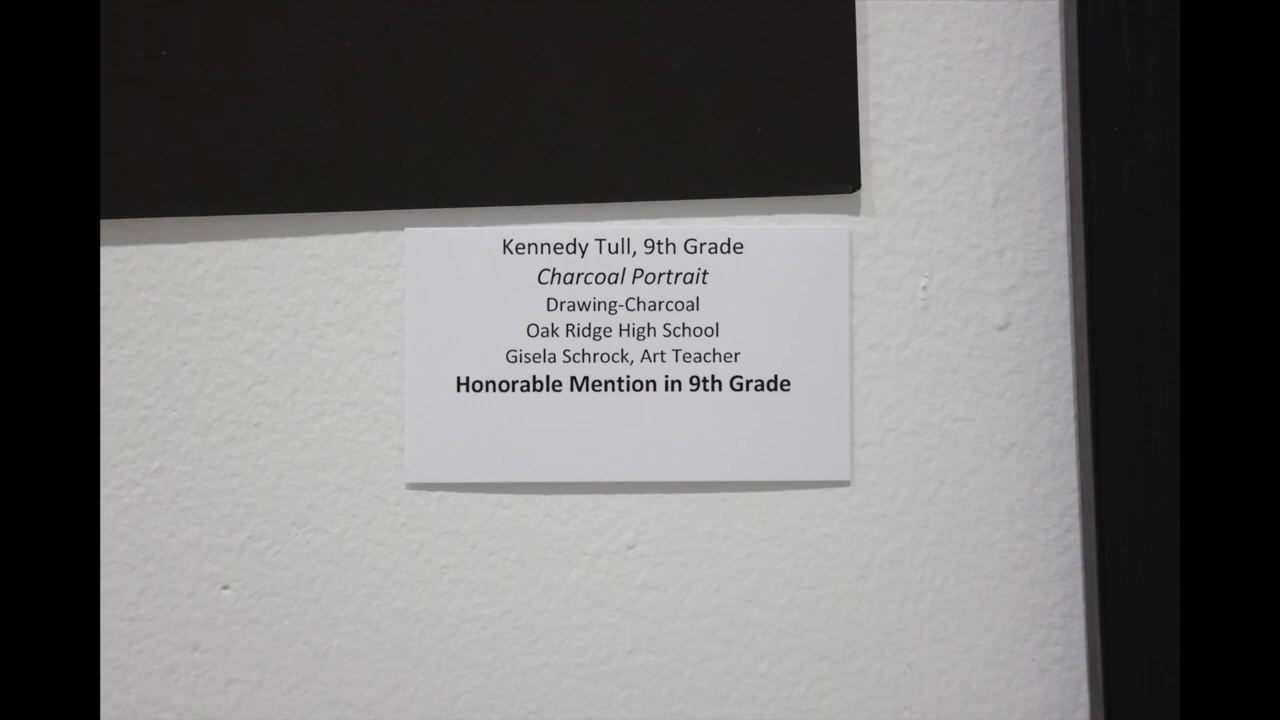 Kennedy Tull, 9th Grade
Charcoal Portrait
Drawing-Charcoal
Oak Ridge High School
Gisela Schrock, Art Teacher
Honorable Mention in 9th Grade